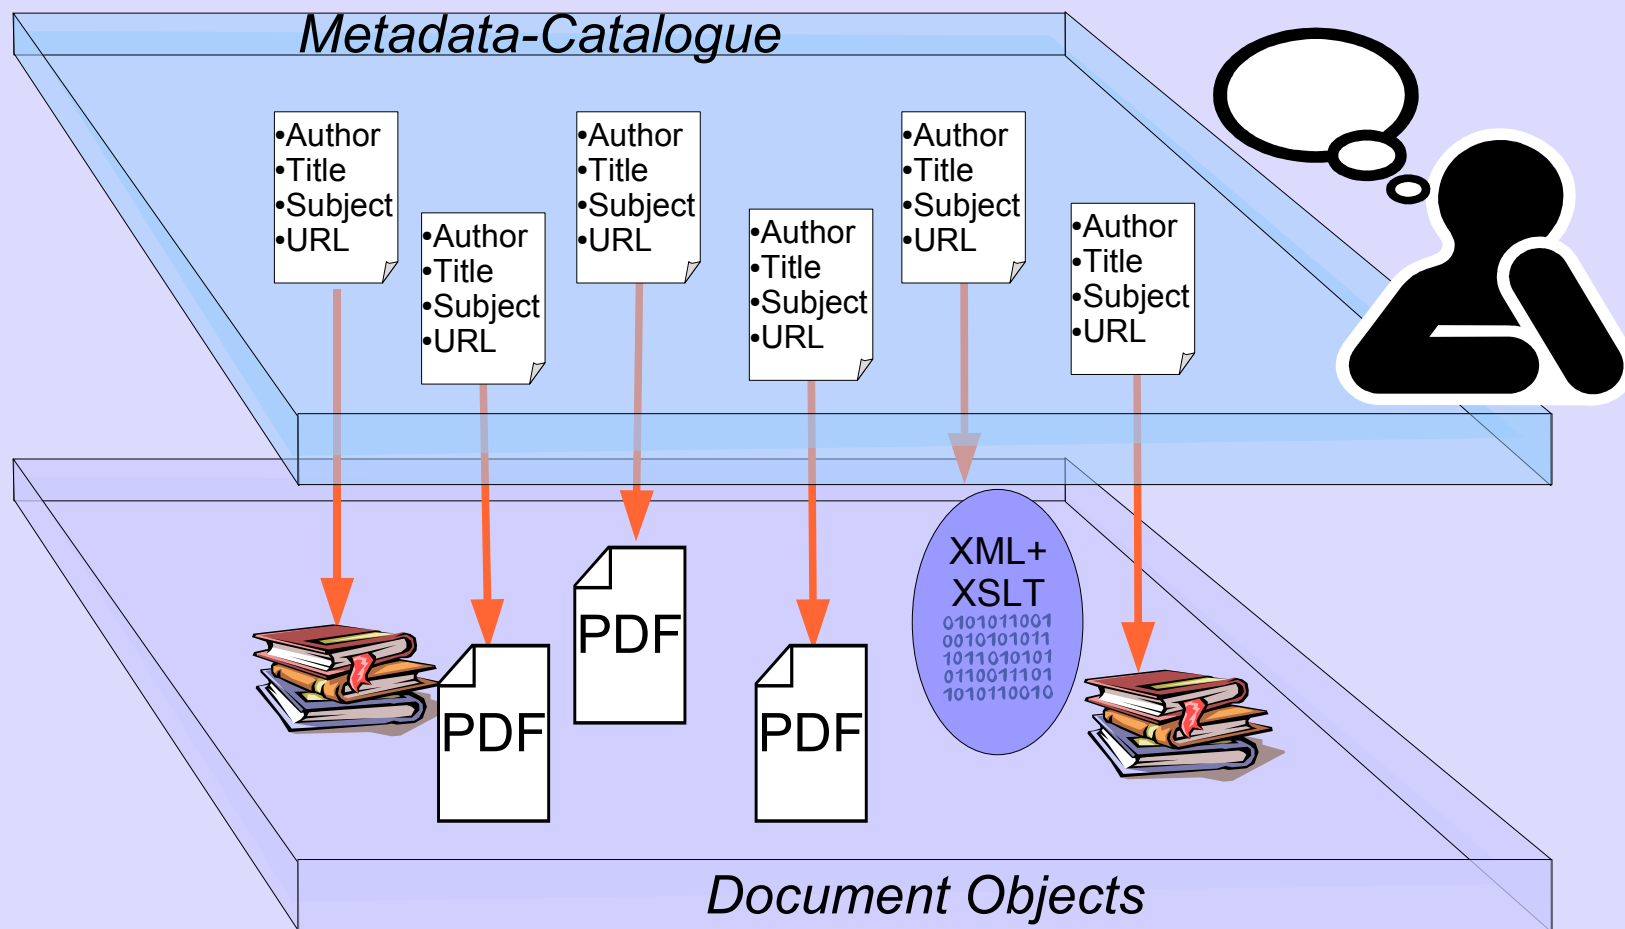 Metadata-Catalogue
•Author
•Title
•Subject
•URL
•Author
•Title
•Subject
•URL
•Author
•Title
•Subject
•URL
•Author
•Title
•Subject
•URL
•Author
•Title
•Subject
•URL
•Author
•Title
•Subject
•URL
PDF
PDF
PDF
XML+
XSLT
0101011001
0010101011
1011010101
0110011101
1010110010
Document Objects